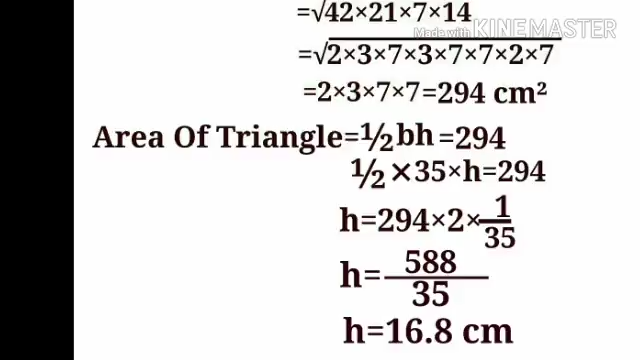 =√42×21×7×14
Made with KINEMASTER
=√2×3×7×3×7×7×2×7
=2×3×7×7=294 cm²
Area Of Triangle=½bh=294
½×35×h=294
h=294×2×1/35
h=588/35
h=16.8 cm